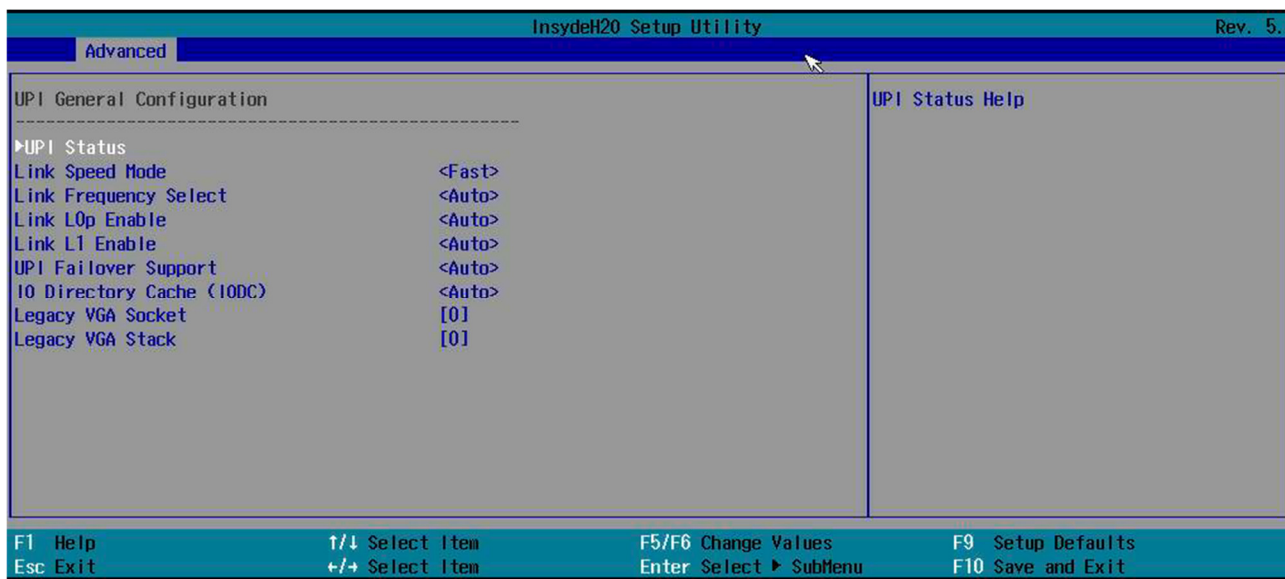 InsydeH2O Setup Utility Rev. 5.
Advanced
UPI General Configuration
--------------------------------------------------
▶UPI Status
Link Speed Mode <Fast>
Link Frequency Select <Auto>
Link L0p Enable <Auto>
Link L1 Enable <Auto>
UPI Failover Support <Auto>
IO Directory Cache (IODC) <Auto>
Legacy VGA Socket [0]
Legacy VGA Stack [0]
UPI Status Help
F1 Help ↑/↓ Select Item F5/F6 Change Values F9 Setup Defaults
Esc Exit ←/→ Select Item Enter Select ▶ SubMenu F10 Save and Exit